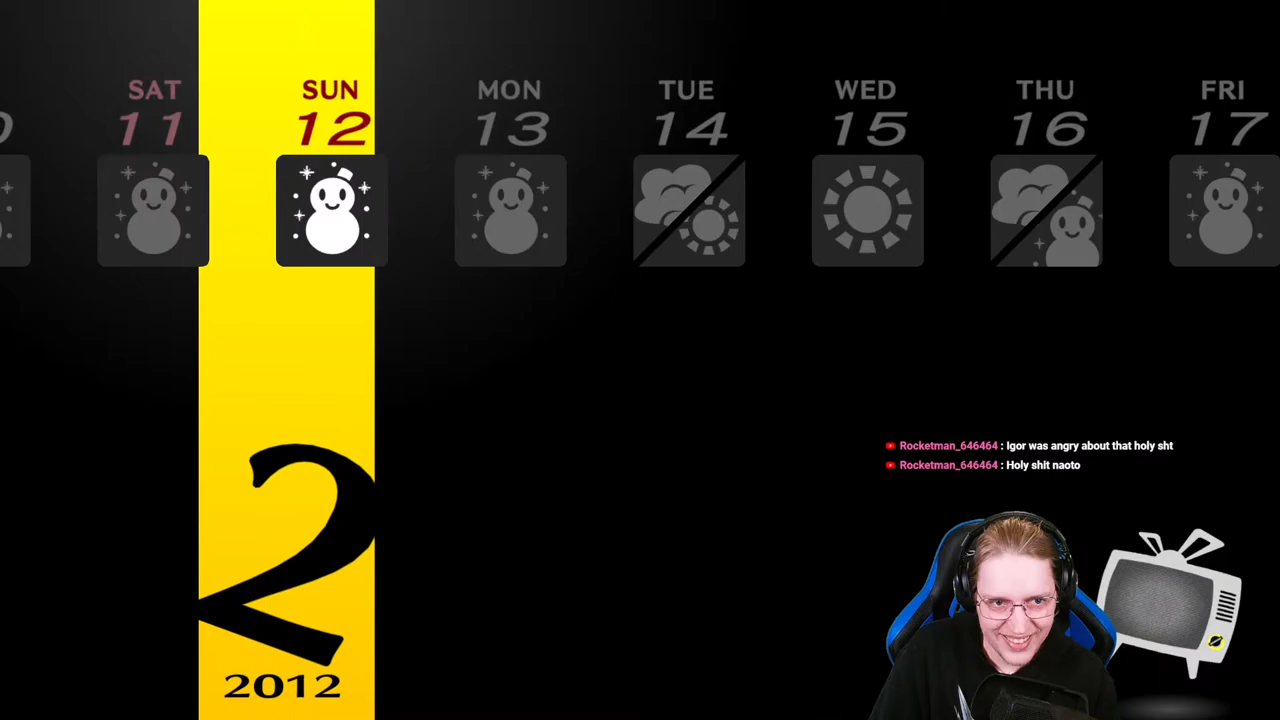 SAT SUN MON TUE WED THU FRI
11 12 13 14 15 16 17
Rocketman_646464 : Igor was angry about that holy sht
Rocketman_646464 : Holy shit naoto
2
2012